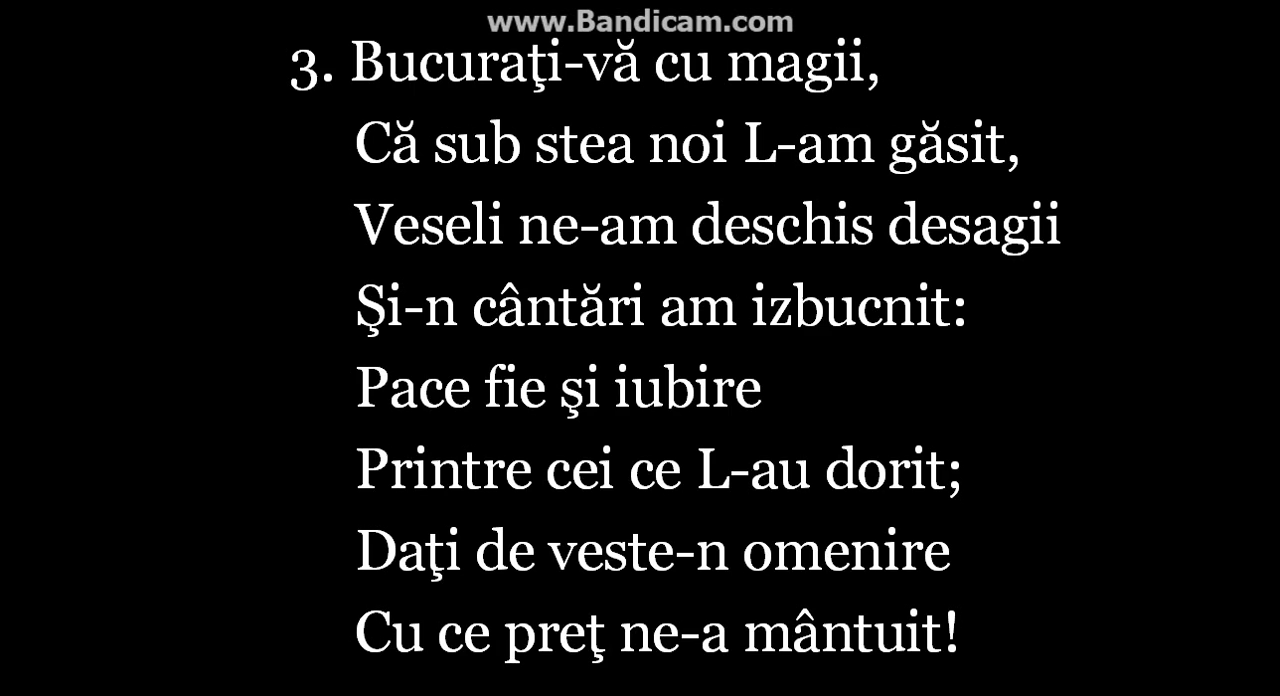 www.Bandicam.com
3. Bucuraţi-vă cu magii,
Că sub stea noi L-am găsit,
Veseli ne-am deschis desagii
Şi-n cântări am izbucnit:
Pace fie şi iubire
Printre cei ce L-au dorit;
Daţi de veste-n omenire
Cu ce preţ ne-a mântuit!